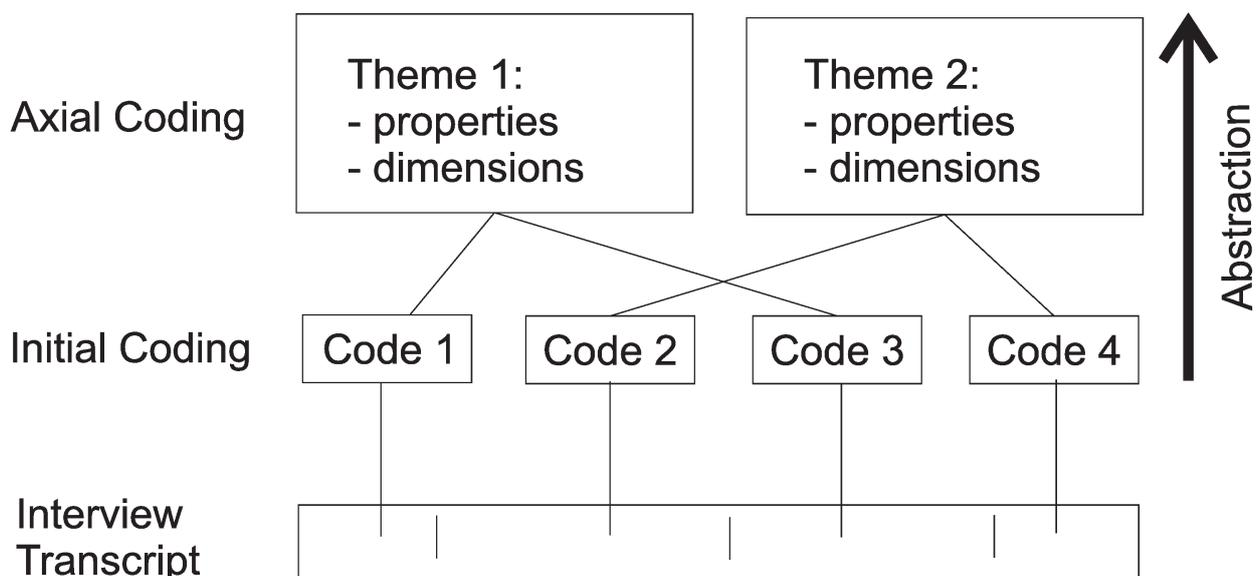 Axial Coding
Theme 1:
- properties
- dimensions
Theme 2:
- properties
- dimensions
Abstraction
Initial Coding
Code 1
Code 2
Code 3
Code 4
Interview
Transcript